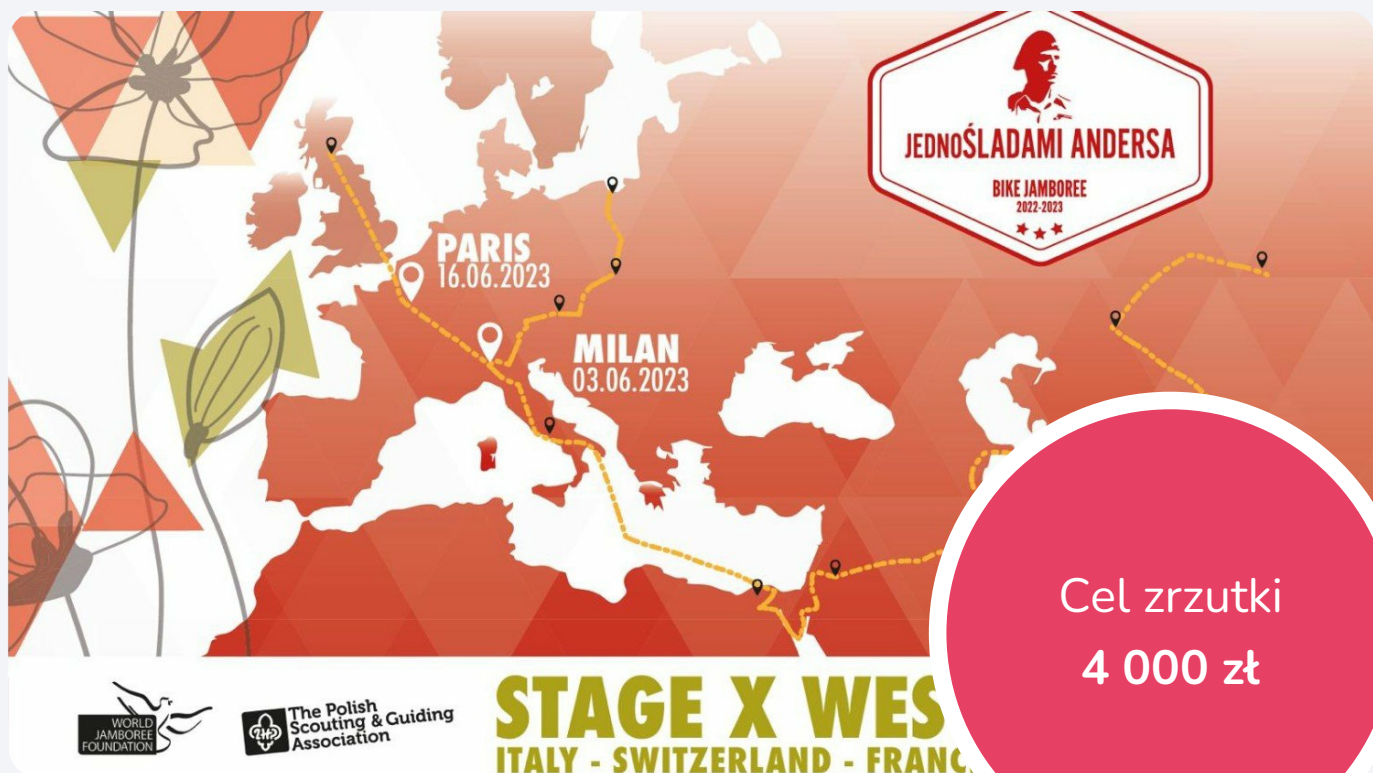 JEDNOŚLADAMI ANDERSA
BIKE JAMBOREE
2022-2023
PARIS
16.06.2023
MILAN
03.06.2023
Cel zrzutki
4 000 zł
WORLD
JAMBOREE
FOUNDATION
The Polish
Scouting & Guiding
Association
STAGE X WES
ITALY - SWITZERLAND - FRANC